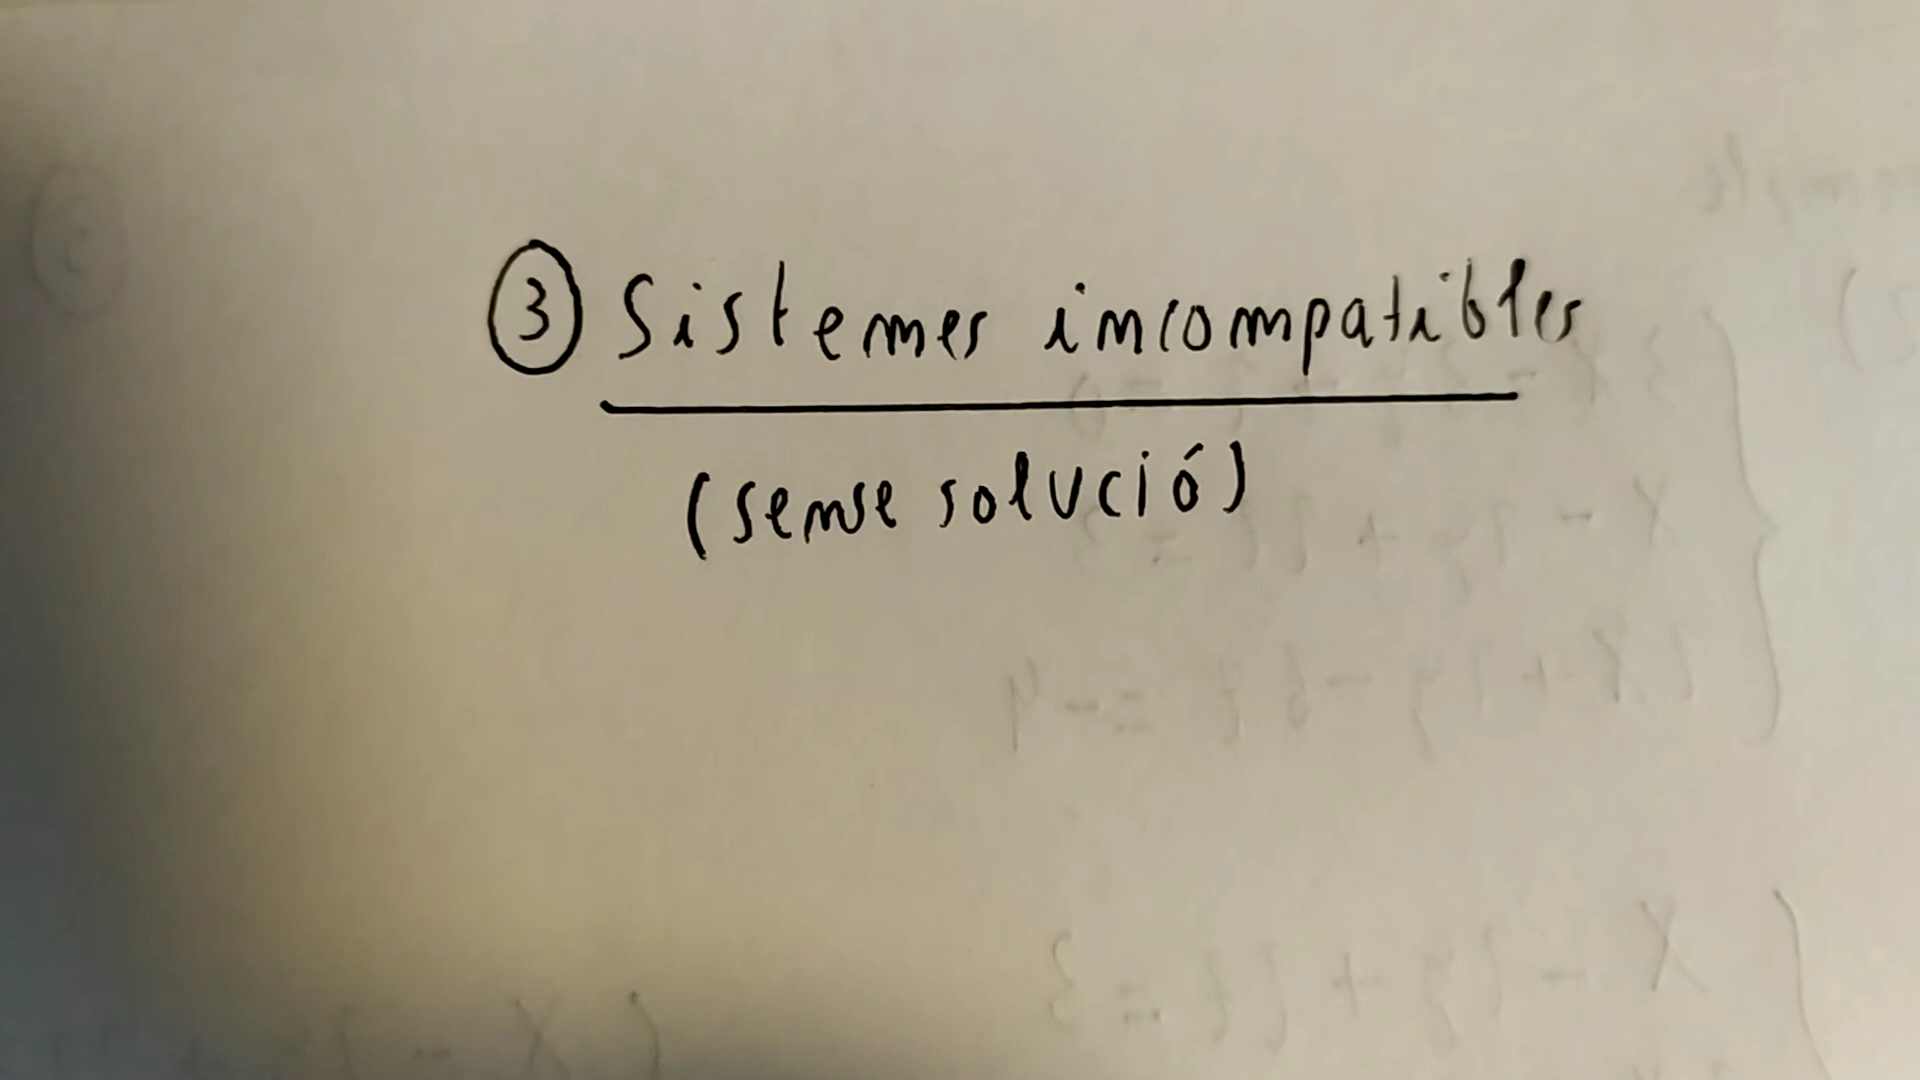 ③ Sistemes incompatibles
(sense solució)